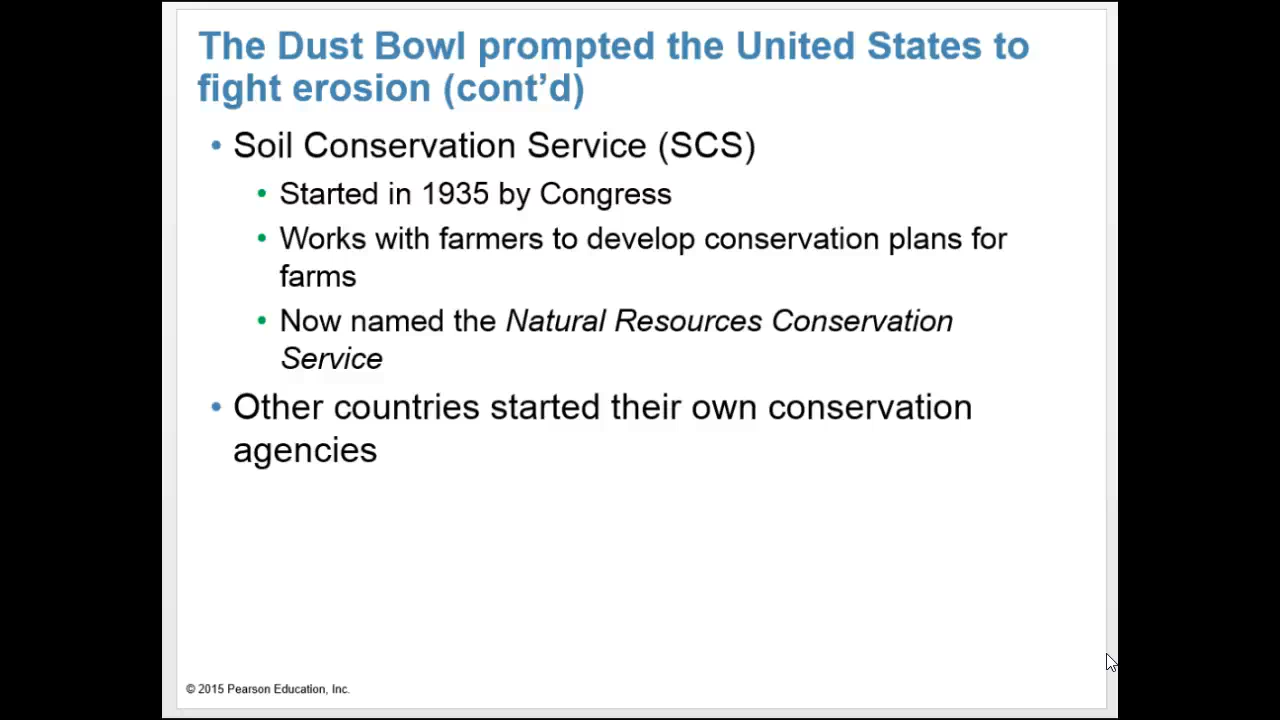 The Dust Bowl prompted the United States to
fight erosion (cont’d)
• Soil Conservation Service (SCS)
• Started in 1935 by Congress
• Works with farmers to develop conservation plans for
farms
• Now named the Natural Resources Conservation
Service
• Other countries started their own conservation
agencies
© 2015 Pearson Education, Inc.